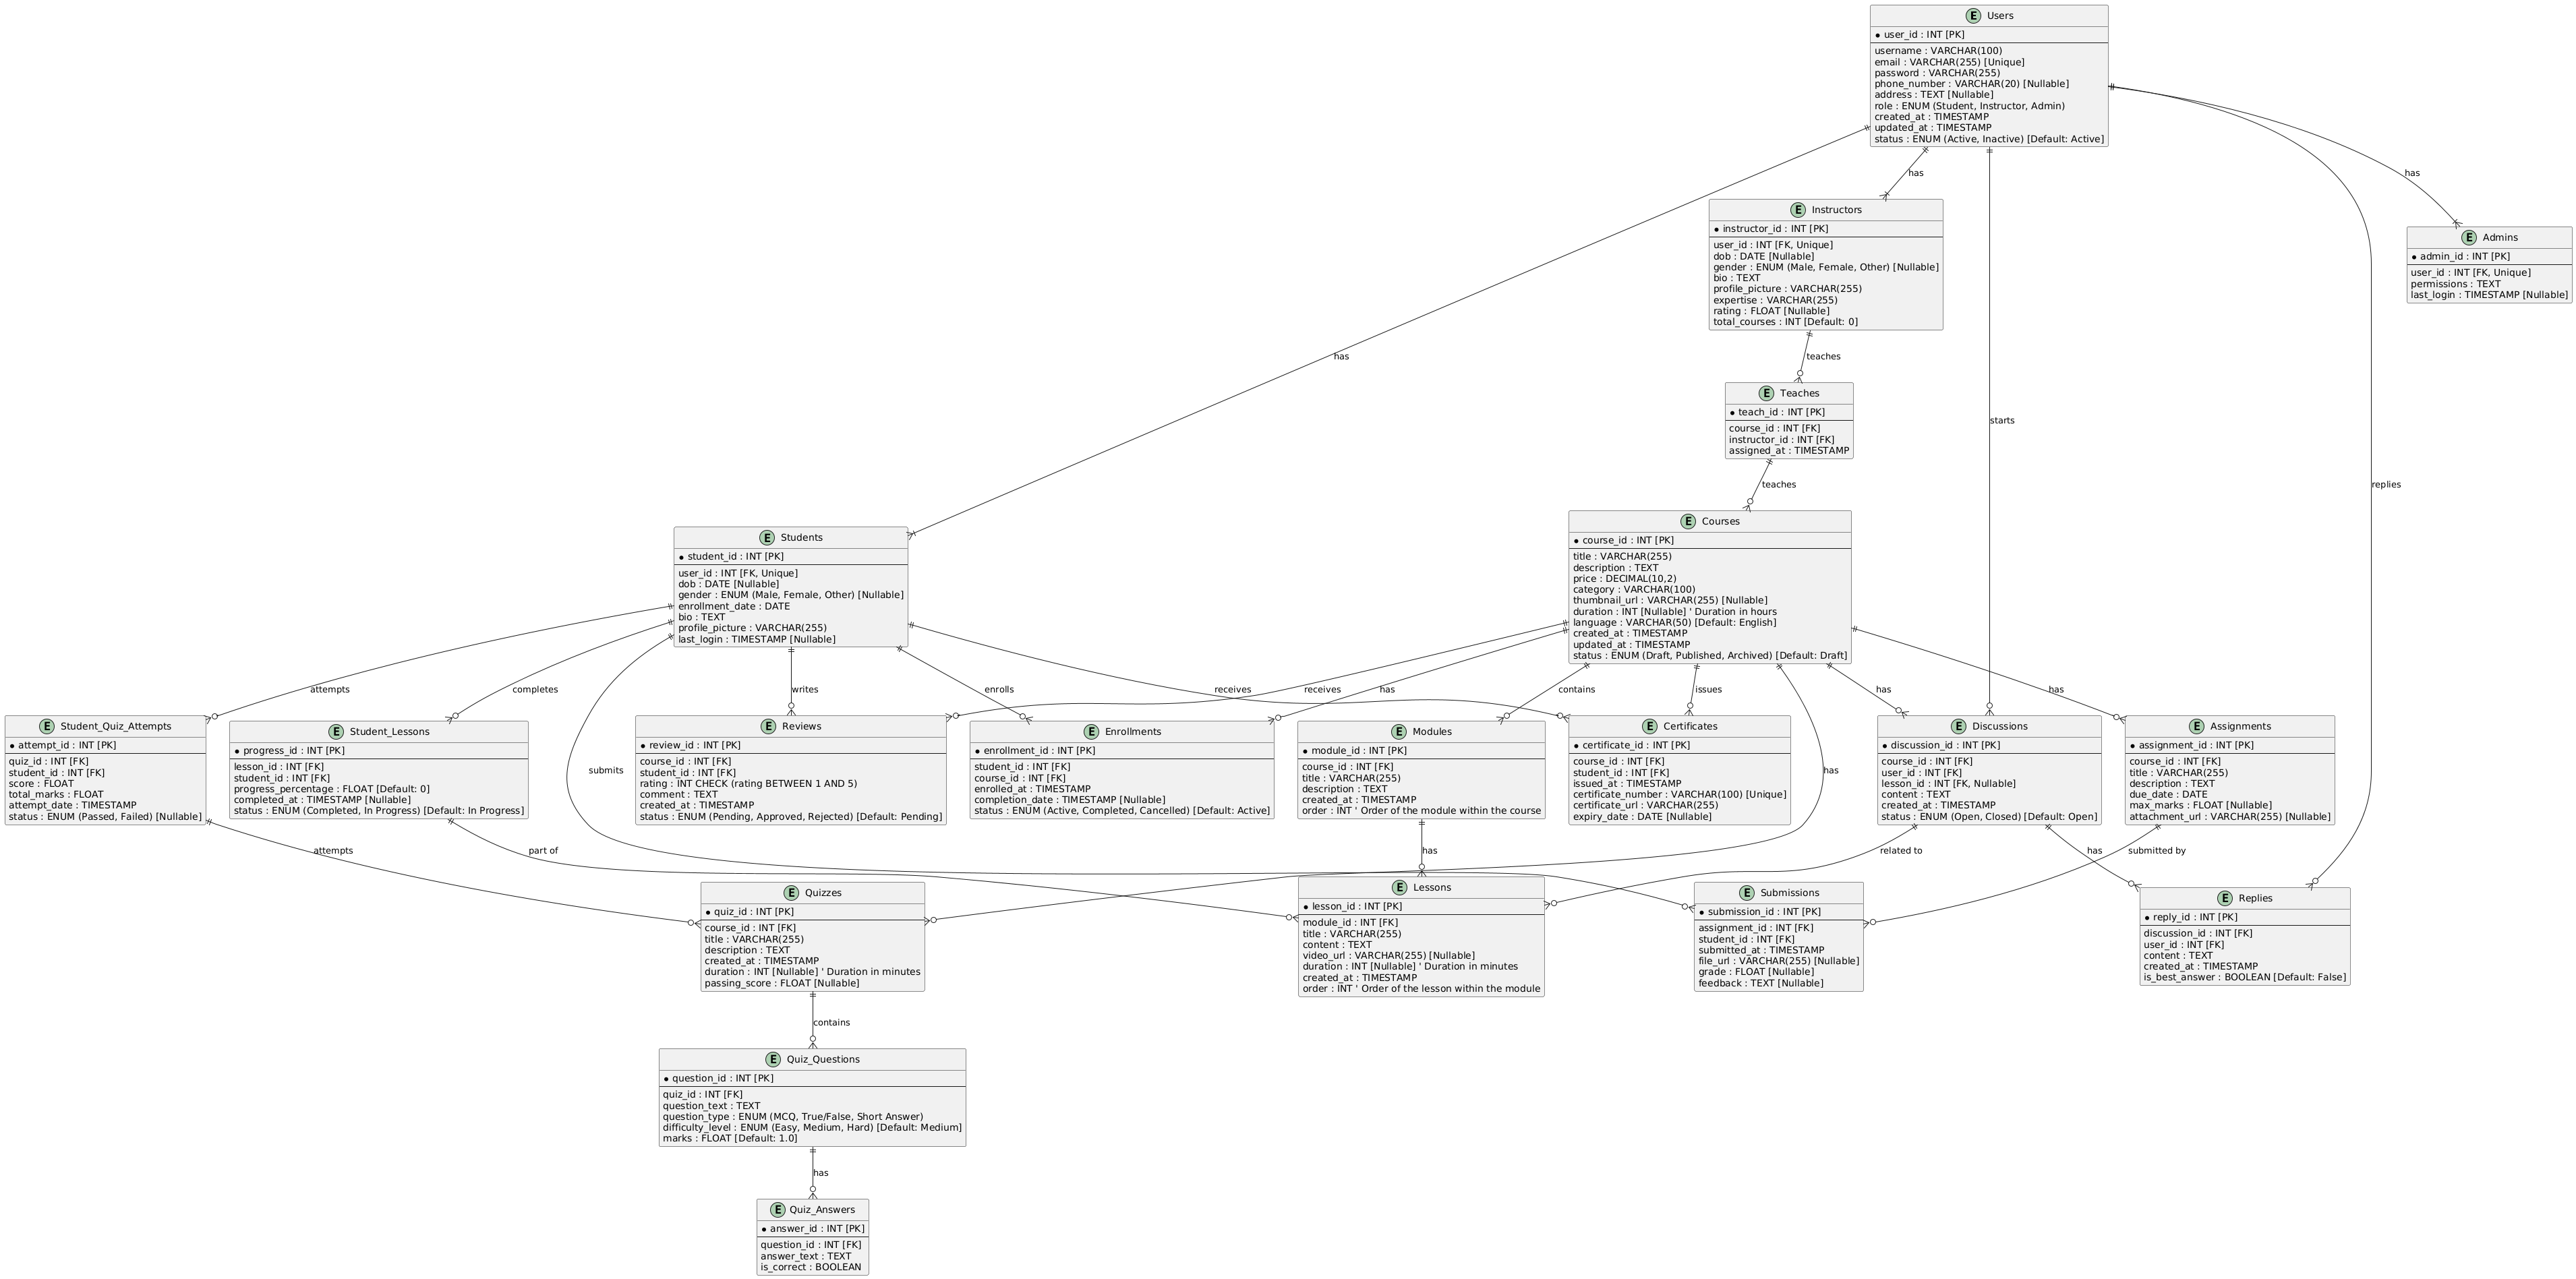 E Users
user_id : INT [PK]
username : VARCHAR(100)
email : VARCHAR(255) [Unique]
password : VARCHAR(255)
phone_number : VARCHAR(20) [Nullable]
address : TEXT [Nullable]
role : ENUM (Student, Instructor, Admin)
created_at : TIMESTAMP
updated_at : TIMESTAMP
status : ENUM (Active, Inactive) [Default: Active]
has
has
E Instructors
instructor_id : INT [PK]
user_id : INT [FK, Unique]
dob : DATE [Nullable]
gender : ENUM (Male, Female, Other) [Nullable]
bio : TEXT
profile_picture : VARCHAR(255)
expertise : VARCHAR(255)
rating : FLOAT [Nullable]
total_courses : INT [Default: 0]
E Admins
admin_id : INT [PK]
user_id : INT [FK, Unique]
permissions : TEXT
last_login : TIMESTAMP [Nullable]
has
teaches
E Teaches
teach_id : INT [PK]
course_id : INT [FK]
instructor_id : INT [FK]
assigned_at : TIMESTAMP
starts
teaches
replies
E Students
student_id : INT [PK]
user_id : INT [FK, Unique]
dob : DATE [Nullable]
gender : ENUM (Male, Female, Other) [Nullable]
enrollment_date : DATE
bio : TEXT
profile_picture : VARCHAR(255)
last_login : TIMESTAMP [Nullable]
E Courses
course_id : INT [PK]
title : VARCHAR(255)
description : TEXT
price : DECIMAL(10,2)
category : VARCHAR(100)
thumbnail_url : VARCHAR(255) [Nullable]
duration : INT [Nullable] ' Duration in hours
language : VARCHAR(50) [Default: English]
created_at : TIMESTAMP
updated_at : TIMESTAMP
status : ENUM (Draft, Published, Archived) [Default: Draft]
attempts
completes
writes
enrolls
receives
receives
has
contains
issues
has
has
E Student_Quiz_Attempts
attempt_id : INT [PK]
quiz_id : INT [FK]
student_id : INT [FK]
score : FLOAT
total_marks : FLOAT
attempt_date : TIMESTAMP
status : ENUM (Passed, Failed) [Nullable]
E Student_Lessons
progress_id : INT [PK]
lesson_id : INT [FK]
student_id : INT [FK]
progress_percentage : FLOAT [Default: 0]
completed_at : TIMESTAMP [Nullable]
status : ENUM (Completed, In Progress) [Default: In Progress]
submits
E Reviews
review_id : INT [PK]
course_id : INT [FK]
student_id : INT [FK]
rating : INT CHECK (rating BETWEEN 1 AND 5)
comment : TEXT
created_at : TIMESTAMP
status : ENUM (Pending, Approved, Rejected) [Default: Pending]
E Enrollments
enrollment_id : INT [PK]
student_id : INT [FK]
course_id : INT [FK]
enrolled_at : TIMESTAMP
completion_date : TIMESTAMP [Nullable]
status : ENUM (Active, Completed, Cancelled) [Default: Active]
E Modules
module_id : INT [PK]
course_id : INT [FK]
title : VARCHAR(255)
description : TEXT
created_at : TIMESTAMP
order : INT ' Order of the module within the course
E Certificates
certificate_id : INT [PK]
course_id : INT [FK]
student_id : INT [FK]
issued_at : TIMESTAMP
certificate_number : VARCHAR(100) [Unique]
certificate_url : VARCHAR(255)
expiry_date : DATE [Nullable]
has
E Discussions
discussion_id : INT [PK]
course_id : INT [FK]
user_id : INT [FK]
lesson_id : INT [FK, Nullable]
content : TEXT
created_at : TIMESTAMP
status : ENUM (Open, Closed) [Default: Open]
E Assignments
assignment_id : INT [PK]
course_id : INT [FK]
title : VARCHAR(255)
description : TEXT
due_date : DATE
max_marks : FLOAT [Nullable]
attachment_url : VARCHAR(255) [Nullable]
attempts
part of
has
related to
has
submitted by
E Quizzes
quiz_id : INT [PK]
course_id : INT [FK]
title : VARCHAR(255)
description : TEXT
created_at : TIMESTAMP
duration : INT [Nullable] ' Duration in minutes
passing_score : FLOAT [Nullable]
E Lessons
lesson_id : INT [PK]
module_id : INT [FK]
title : VARCHAR(255)
content : TEXT
video_url : VARCHAR(255) [Nullable]
duration : INT [Nullable] ' Duration in minutes
created_at : TIMESTAMP
order : INT ' Order of the lesson within the module
E Submissions
submission_id : INT [PK]
assignment_id : INT [FK]
student_id : INT [FK]
submitted_at : TIMESTAMP
file_url : VARCHAR(255) [Nullable]
grade : FLOAT [Nullable]
feedback : TEXT [Nullable]
E Replies
reply_id : INT [PK]
discussion_id : INT [FK]
user_id : INT [FK]
content : TEXT
created_at : TIMESTAMP
is_best_answer : BOOLEAN [Default: False]
contains
E Quiz_Questions
question_id : INT [PK]
quiz_id : INT [FK]
question_text : TEXT
question_type : ENUM (MCQ, True/False, Short Answer)
difficulty_level : ENUM (Easy, Medium, Hard) [Default: Medium]
marks : FLOAT [Default: 1.0]
has
E Quiz_Answers
answer_id : INT [PK]
question_id : INT [FK]
answer_text : TEXT
is_correct : BOOLEAN